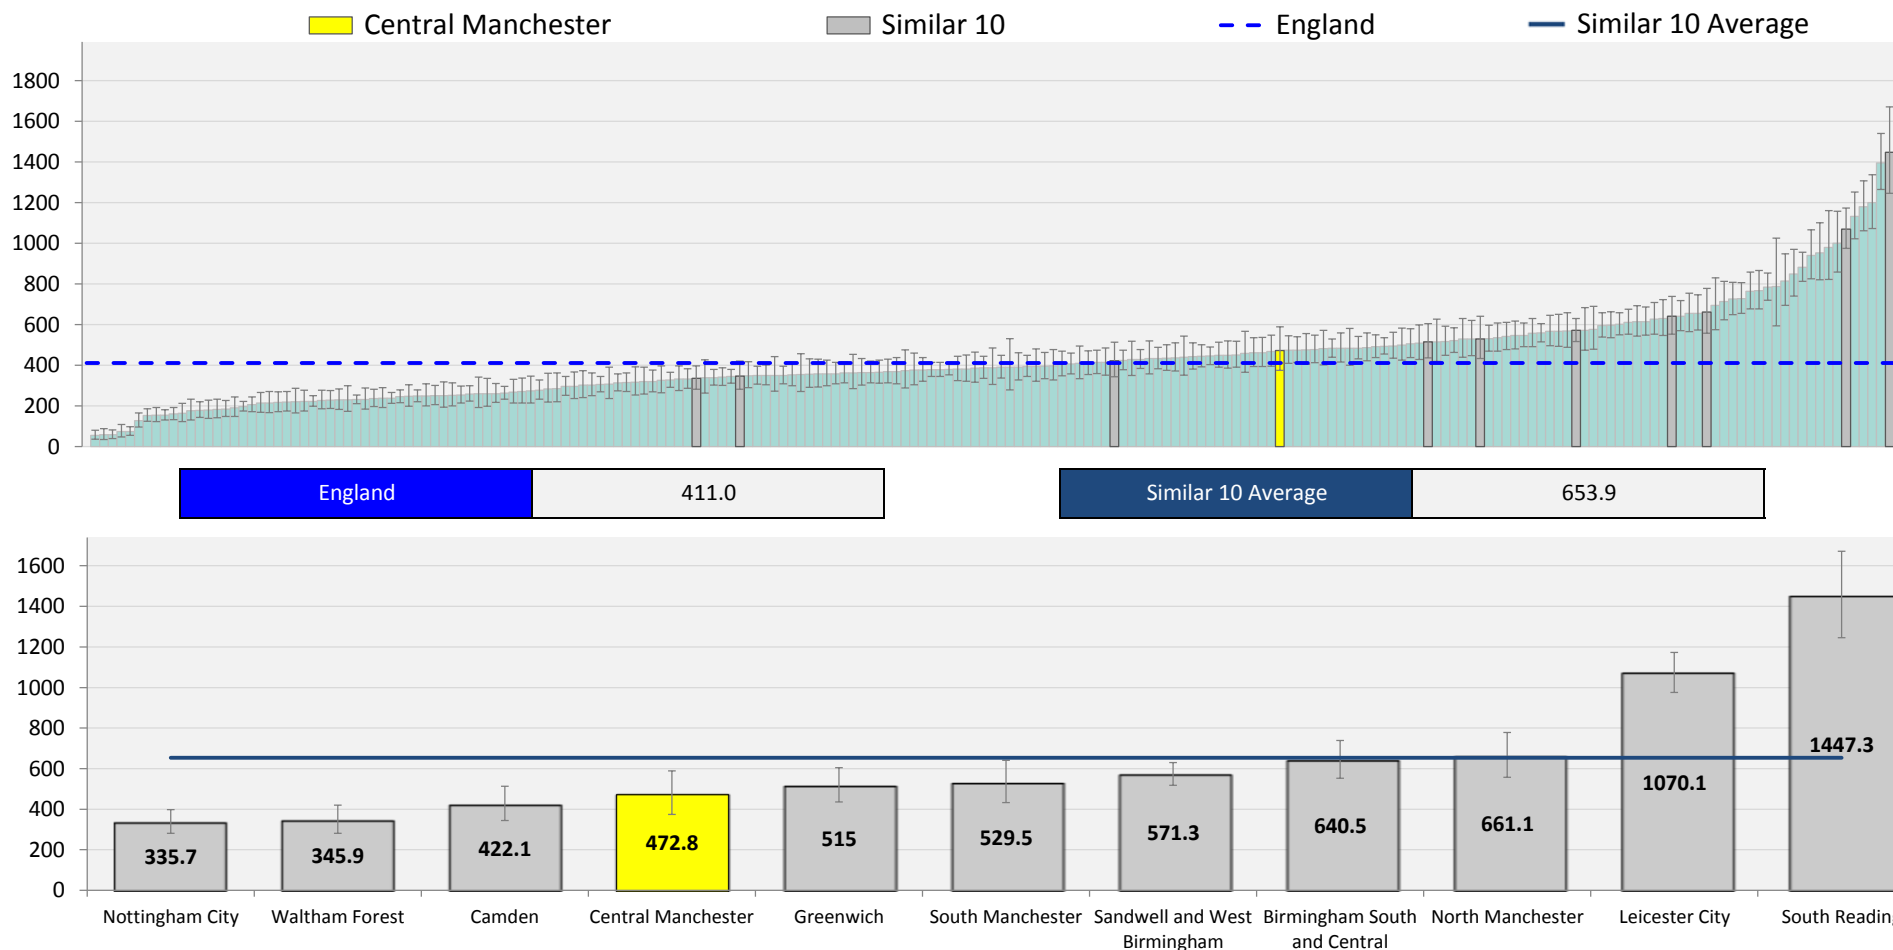 Central Manchester
Similar 10
England
Similar 10 Average
1800
1600
1400
1200
1000
800
600
400
200
0
England 411.0
Similar 10 Average 653.9
1600
1400
1200
1000
800
600
400
200
0
335.7
345.9
422.1
472.8
515
529.5
571.3
640.5
661.1
1070.1
1447.3
Nottingham City
Waltham Forest
Camden
Central Manchester
Greenwich
South Manchester
Sandwell and West
Birmingham
Birmingham South
and Central
North Manchester
Leicester City
South Reading